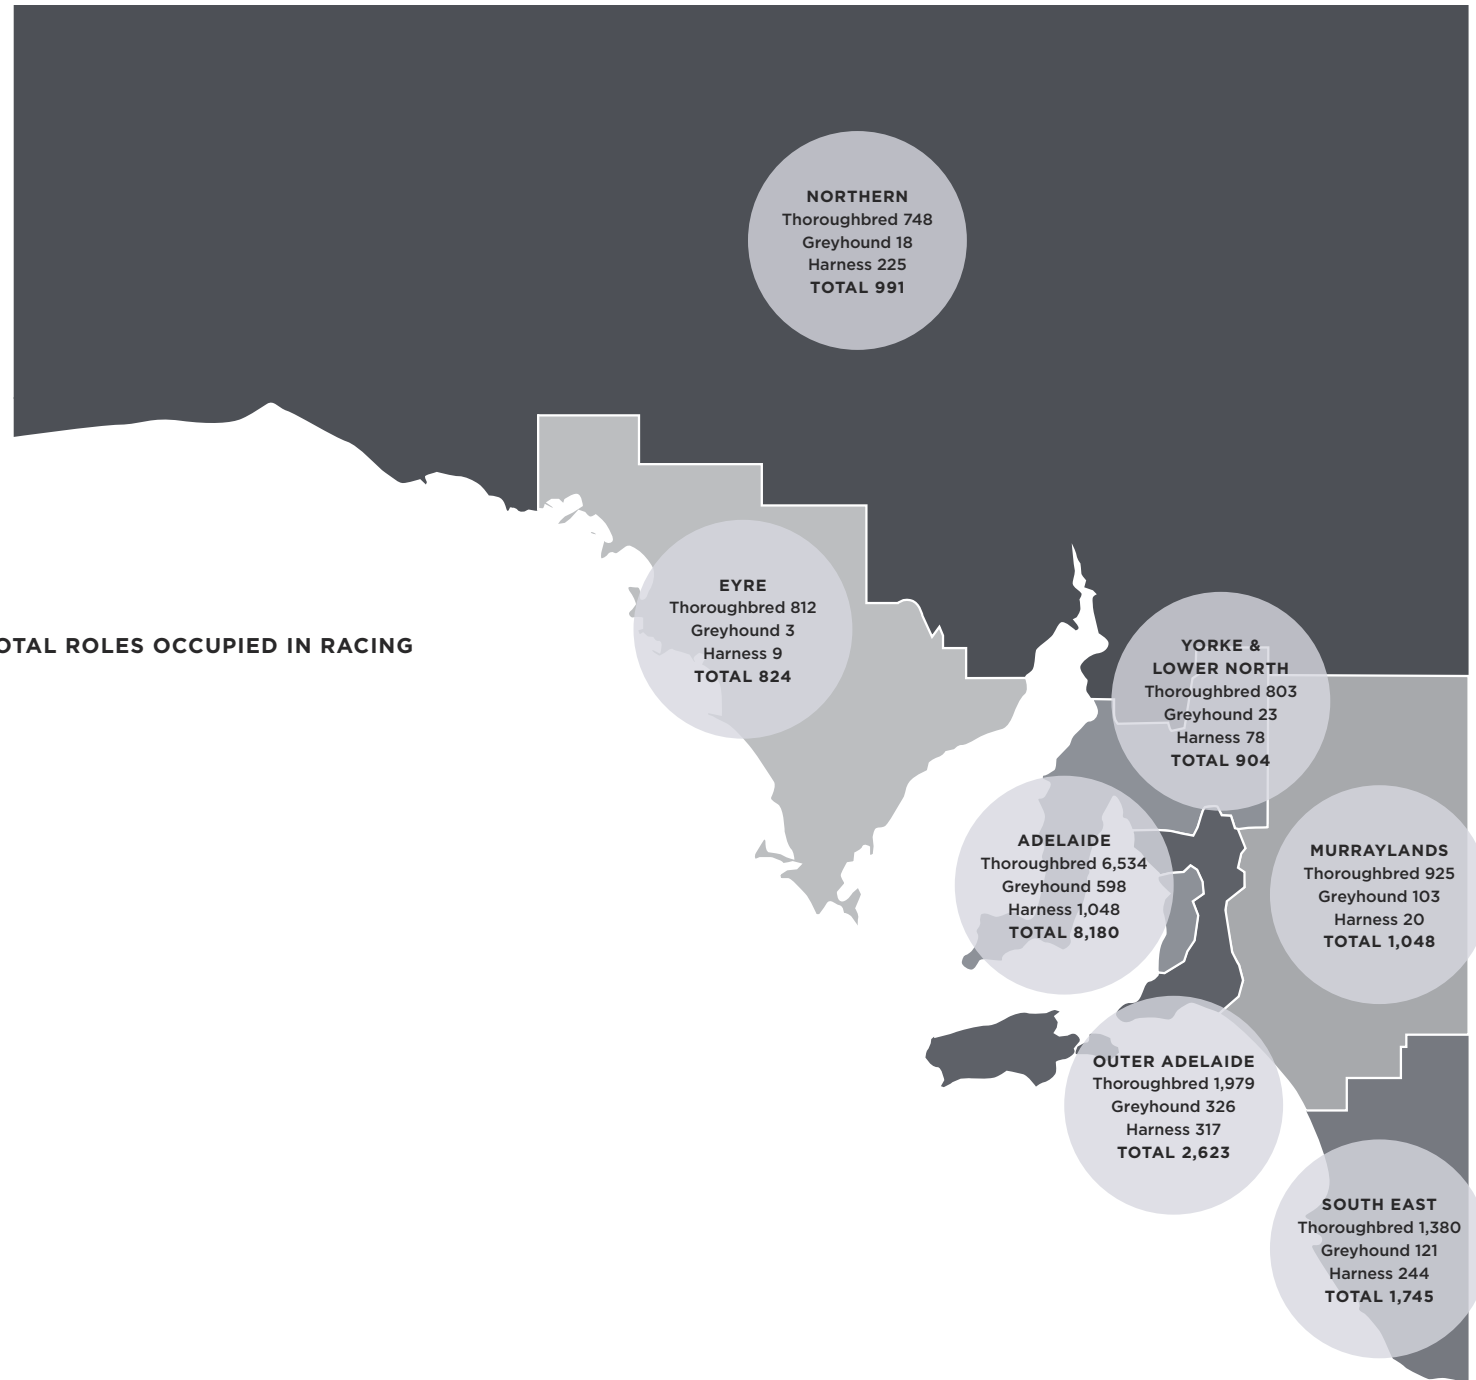 NORTHERN
Thoroughbred 748
Greyhound 18
Harness 225
TOTAL 991
EYRE
Thoroughbred 812
Greyhound 3
Harness 9
TOTAL 824
OTAL ROLES OCCUPIED IN RACING
YORKE &
LOWER NORTH
Thoroughbred 803
Greyhound 23
Harness 78
TOTAL 904
ADELAIDE
Thoroughbred 6,534
Greyhound 598
Harness 1,048
TOTAL 8,180
MURRAYLANDS
Thoroughbred 925
Greyhound 103
Harness 20
TOTAL 1,048
OUTER ADELAIDE
Thoroughbred 1,979
Greyhound 326
Harness 317
TOTAL 2,623
SOUTH EAST
Thoroughbred 1,380
Greyhound 121
Harness 244
TOTAL 1,745